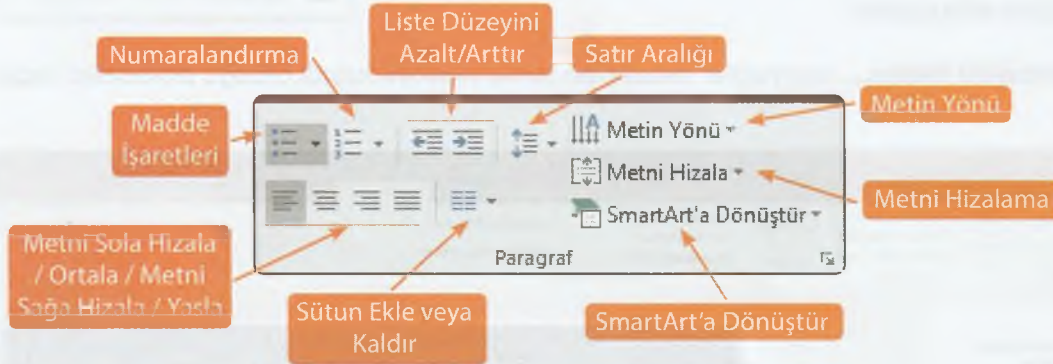 Liste Düzeyini
Azalt/Arttır
Numaralandırma
Satır Aralığı
Metin Yönü
Madde
İşaretleri
Metin Yönü
Metni Hizala
Metni Hizalama
SmartArt'a Dönüştür
Metni Sola Hizala
/ Ortala / Metni
Sağa Hizala / Yasla
Paragraf
Sütun Ekle veya
Kaldır
SmartArt'a Dönüştür